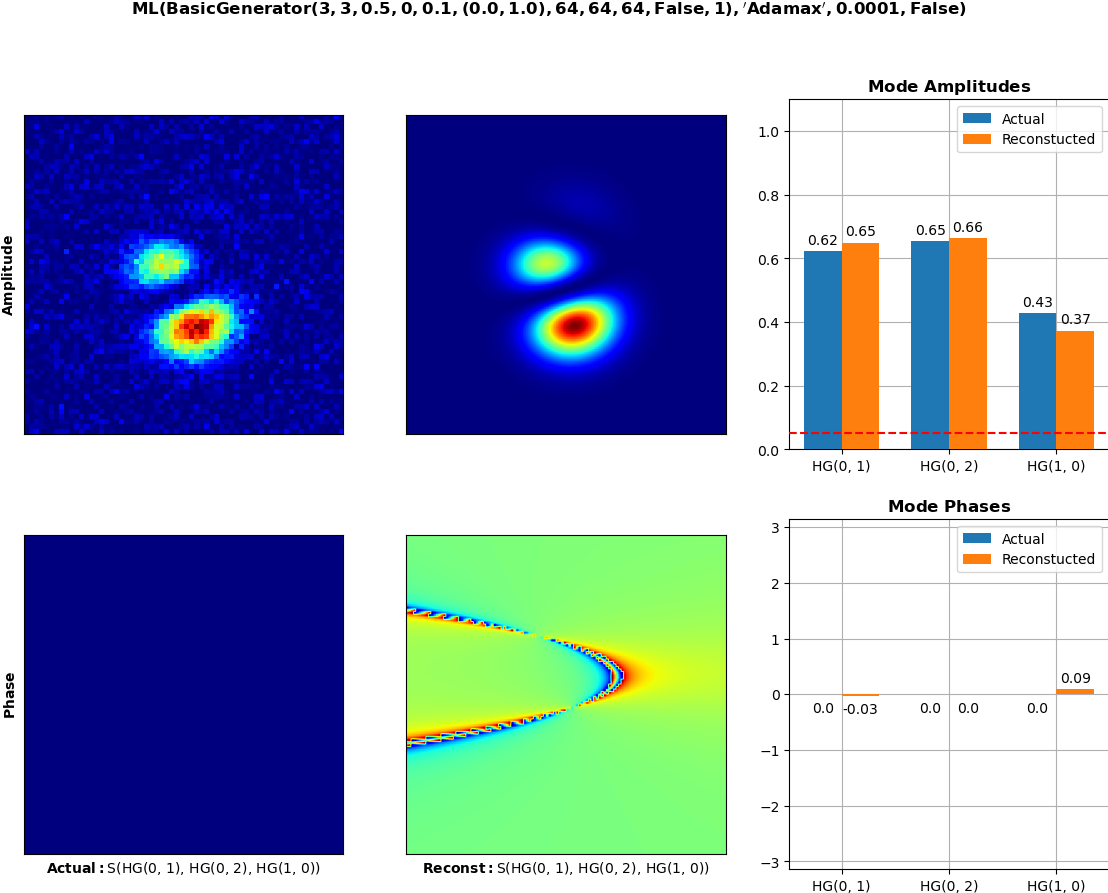 ML(BasicGenerator(3, 3, 0.5, 0, 0.1, (0.0, 1.0), 64, 64, 64, False, 1), ′Adamax′, 0.0001, False)
Amplitude
Mode Amplitudes
Actual
Reconstucted
1.0
0.8
0.6
0.4
0.2
0.0
0.62
0.65
0.65
0.66
0.43
0.37
HG(0, 1)
HG(0, 2)
HG(1, 0)
Phase
Actual: S(HG(0, 1), HG(0, 2), HG(1, 0))
Reconst: S(HG(0, 1), HG(0, 2), HG(1, 0))
Mode Phases
Actual
Reconstucted
3
2
1
0
−1
−2
−3
0.0
-0.03
0.0
0.0
0.0
0.09
HG(0, 1)
HG(0, 2)
HG(1, 0)